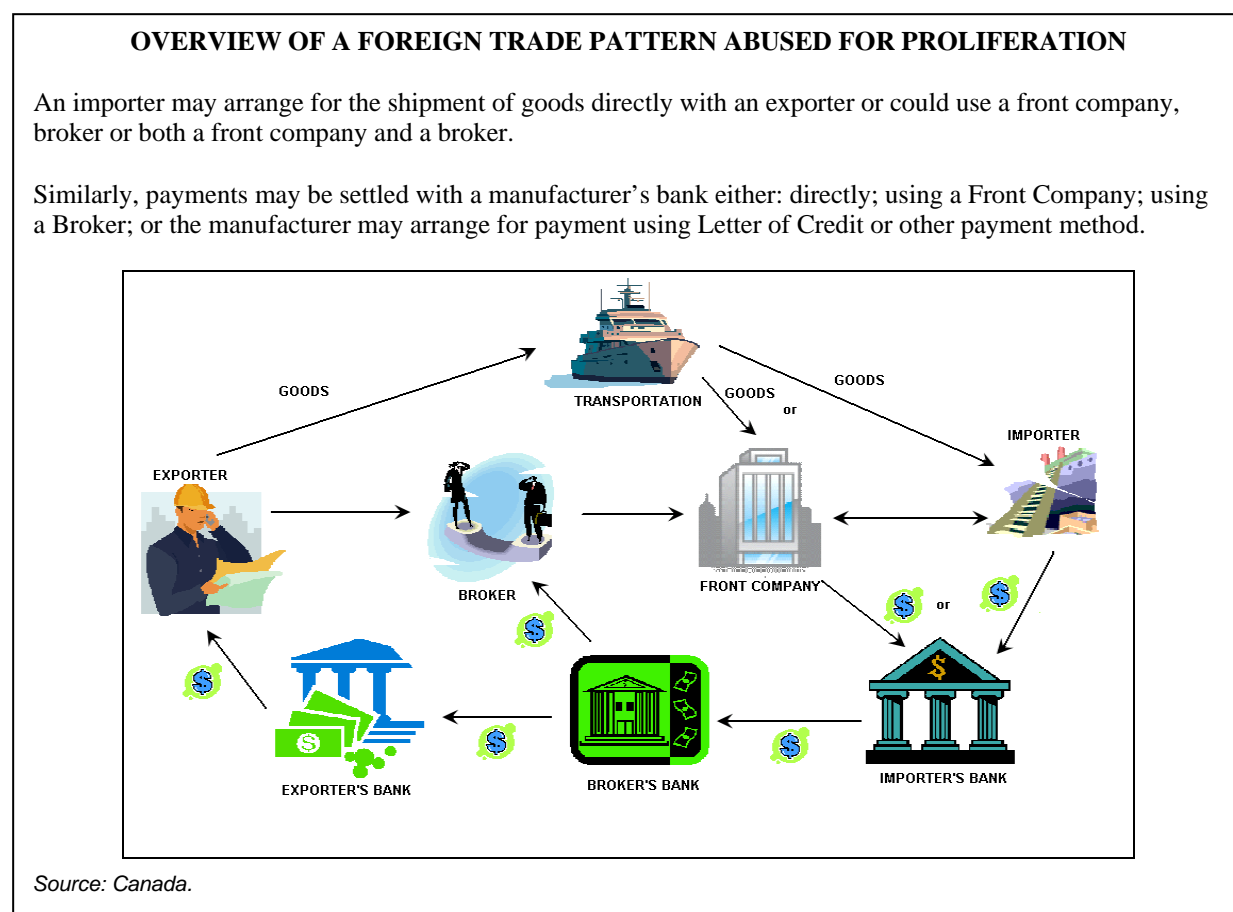 OVERVIEW OF A FOREIGN TRADE PATTERN ABUSED FOR PROLIFERATION
An importer may arrange for the shipment of goods directly with an exporter or could use a front company,
broker or both a front company and a broker.
Similarly, payments may be settled with a manufacturer's bank either: directly; using a Front Company; using
a Broker; or the manufacturer may arrange for payment using Letter of Credit or other payment method.
GOODS
TRANSPORTATION
GOODS
or
GOODS
IMPORTER
EXPORTER
BROKER
FRONT COMPANY
$
or
$
$
$
$
$
$
$
EXPORTER'S BANK
BROKER'S BANK
IMPORTER'S BANK
Source: Canada.